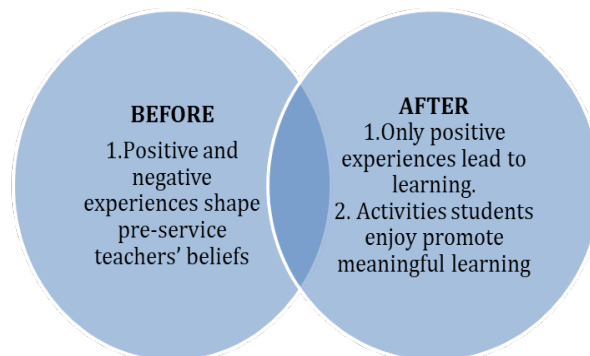 BEFORE
1.Positive and
negative
experiences shape
pre-service
teachers’ beliefs
AFTER
1.Only positive
experiences lead to
learning.
2. Activities students
enjoy promote
meaningful learning